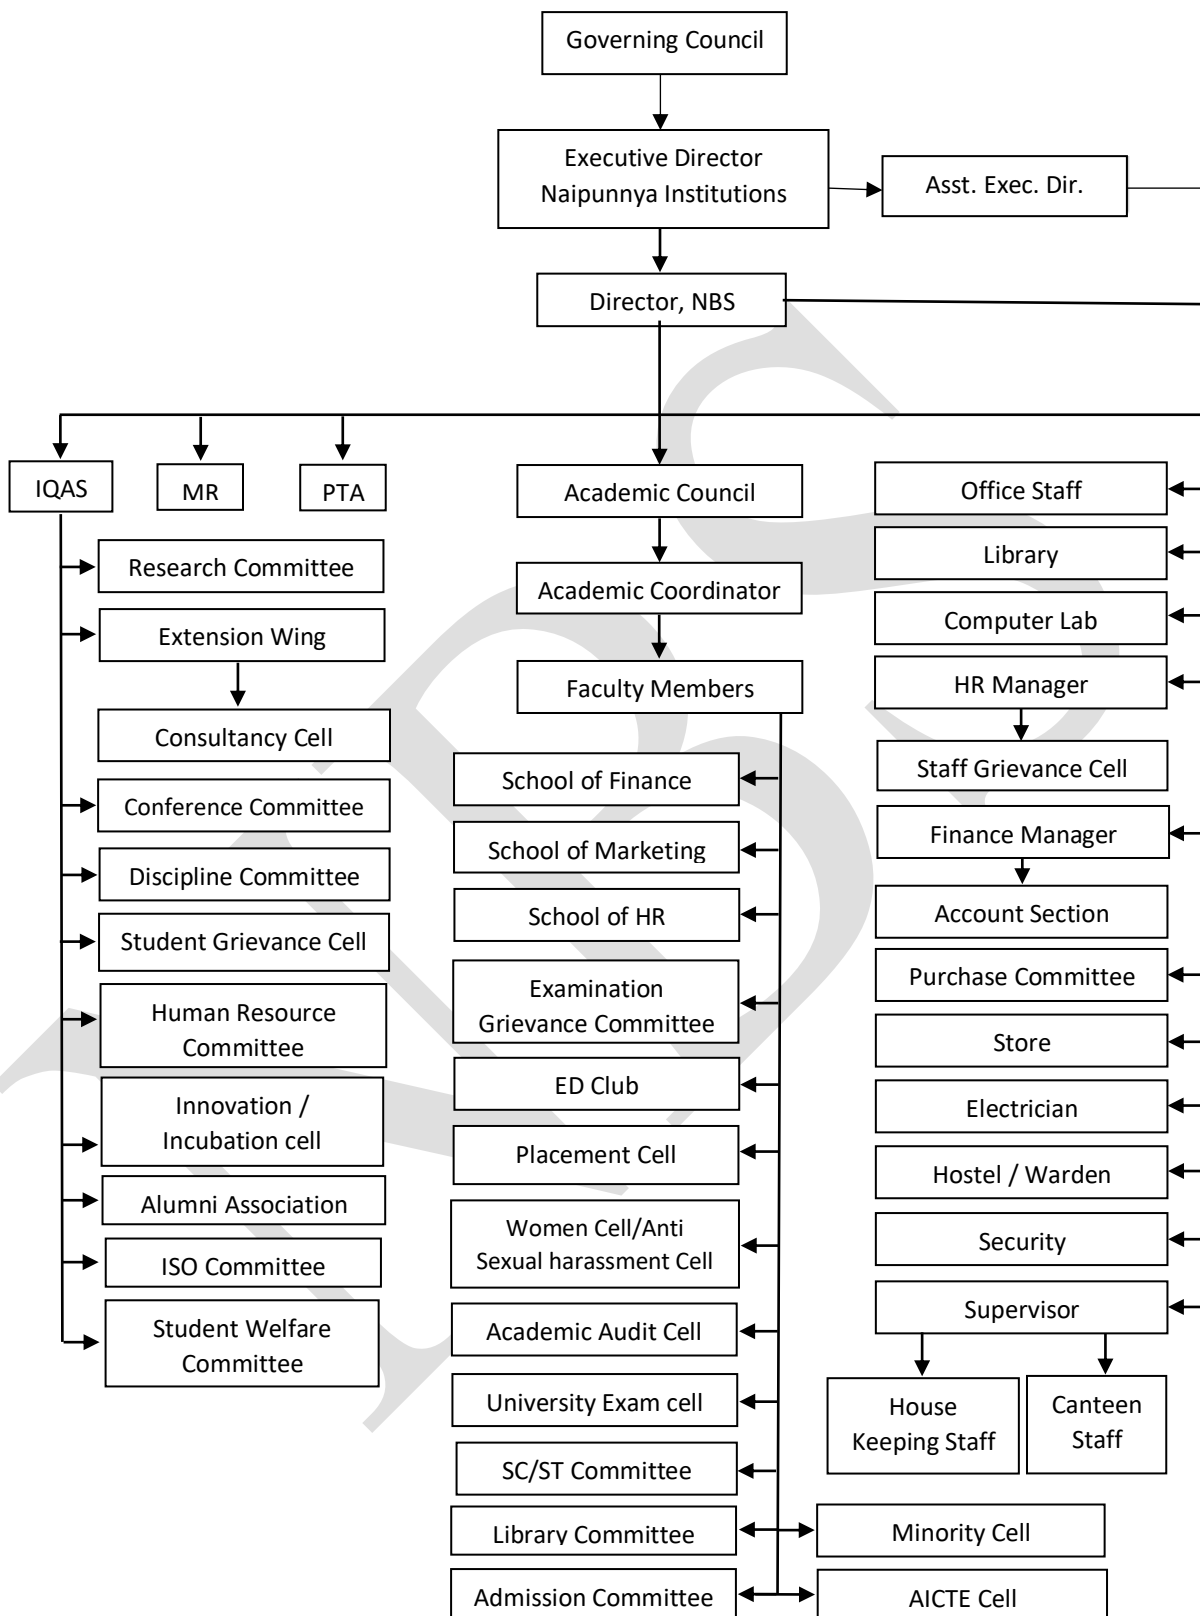 Governing Council
Executive Director
Naipunnya Institutions
Asst. Exec. Dir.
Director, NBS
IQAS
MR
PTA
Academic Council
Office Staff
Research Committee
Library
Academic Coordinator
Extension Wing
Computer Lab
Faculty Members
HR Manager
Consultancy Cell
Staff Grievance Cell
School of Finance
Conference Committee
Finance Manager
School of Marketing
Discipline Committee
School of HR
Account Section
Student Grievance Cell
Purchase Committee
Examination
Grievance Committee
Human Resource
Committee
Store
ED Club
Electrician
Innovation /
Incubation cell
Placement Cell
Hostel / Warden
Alumni Association
Women Cell/Anti
Sexual harassment Cell
Security
ISO Committee
Supervisor
Student Welfare
Committee
Academic Audit Cell
House
Keeping Staff
Canteen
Staff
University Exam cell
SC/ST Committee
Library Committee
Minority Cell
Admission Committee
AICTE Cell
NBS